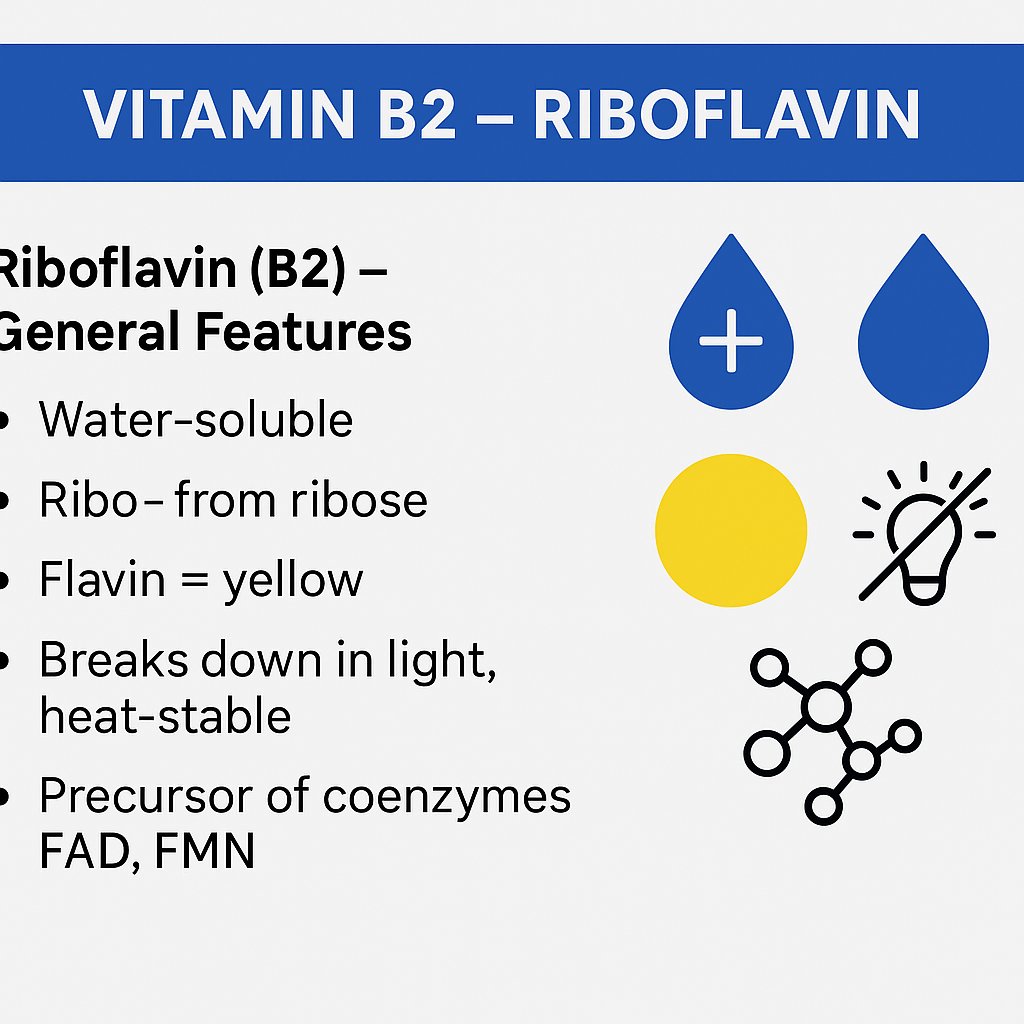 VITAMIN B2 – RIBOFLAVIN
Riboflavin (B2) –
General Features
• Water-soluble
• Ribo- from ribose
• Flavin = yellow
• Breaks down in light,
heat-stable
• Precursor of coenzymes
FAD, FMN